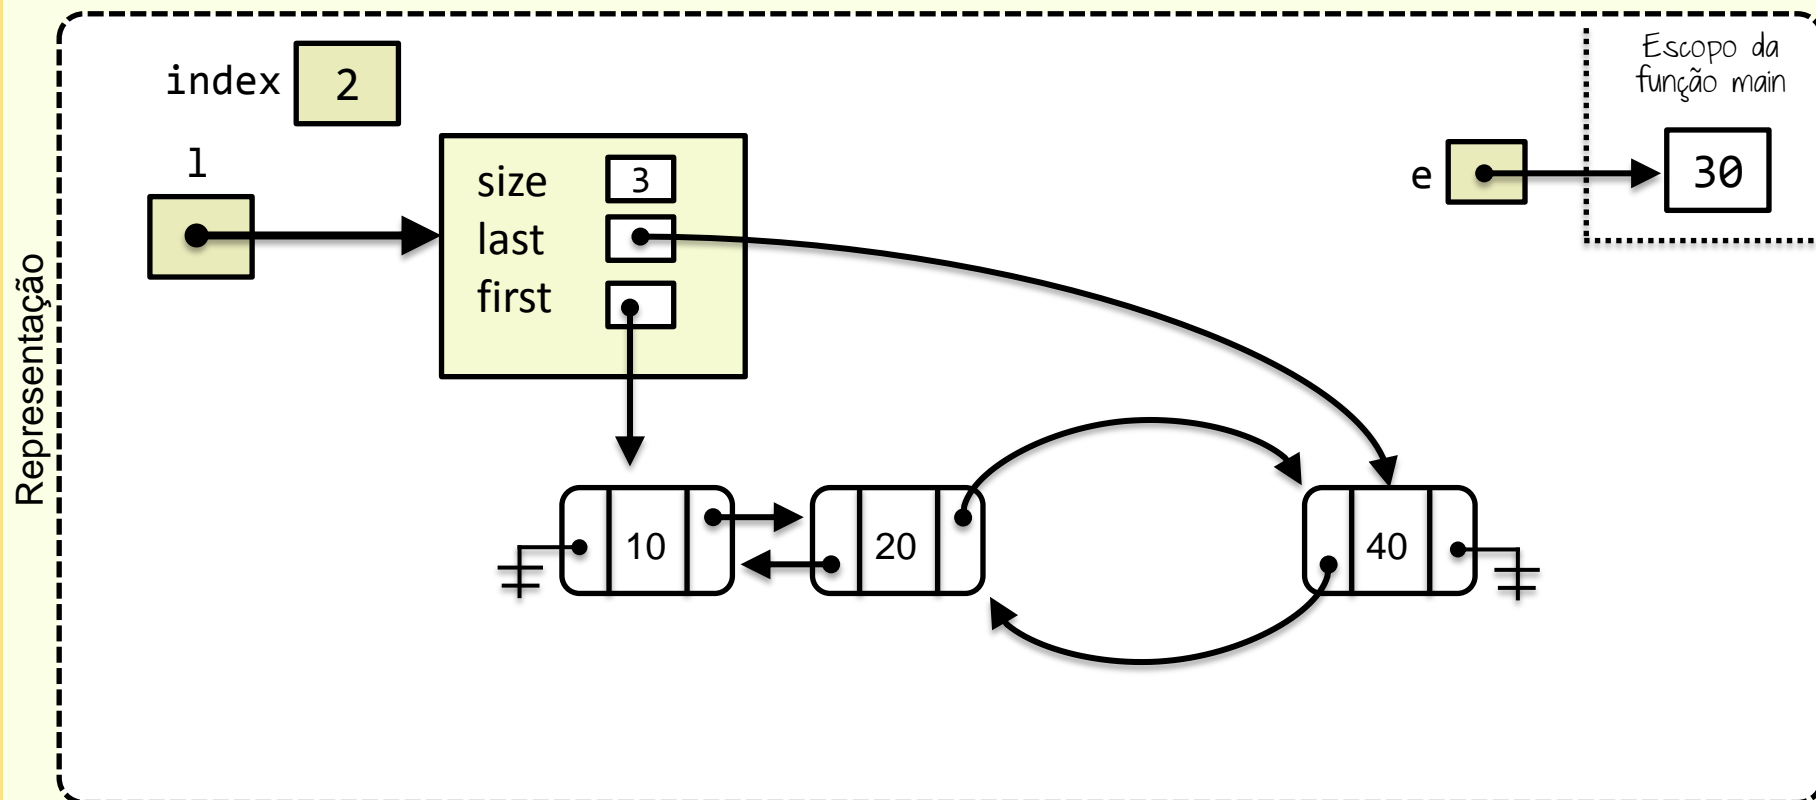 Representação
index 2
l
size 3
last
first
e
Escopo da
função main
30
10
20
40